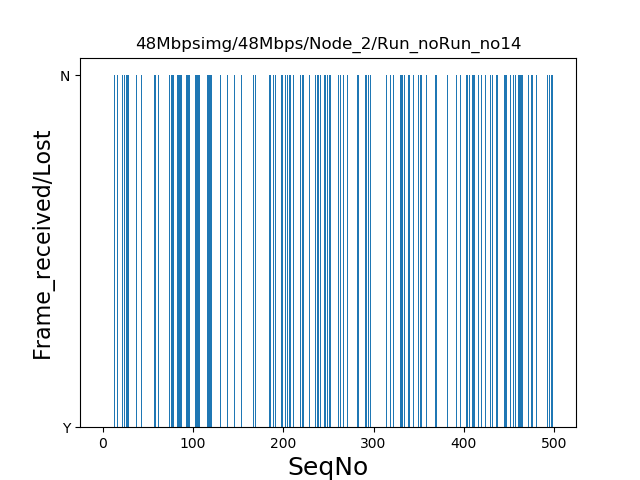 48Mbpsimg/48Mbps/Node_2/Run_noRun_no14
N
Frame_received/Lost
Y
0 100 200 300 400 500
SeqNo